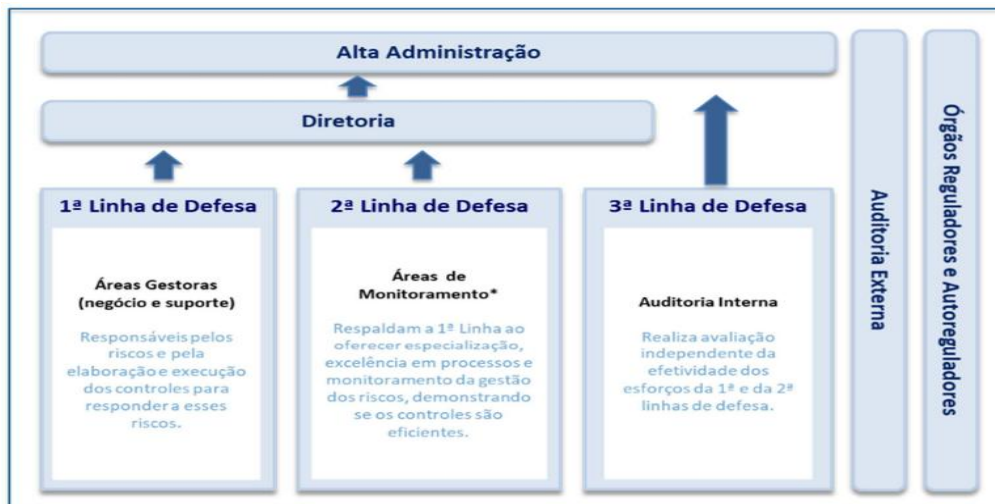 Alta Administração
Diretoria
1ª Linha de Defesa
Áreas Gestoras
(negócio e suporte)
Responsáveis pelos
riscos e pela
elaboração e execução
dos controles para
responder a esses
riscos.
2ª Linha de Defesa
Áreas de
Monitoramento*
Respaldam a 1ª Linha ao
oferecer especialização,
excelência em processos e
monitoramento da gestão
dos riscos, demonstrando
se os controles são
eficientes.
3ª Linha de Defesa
Auditoria Interna
Realiza avaliação
independente da
efetividade dos
esforços da 1ª e da 2ª
linhas de defesa.
Auditoria Externa
Órgãos Reguladores e Autoreguladores